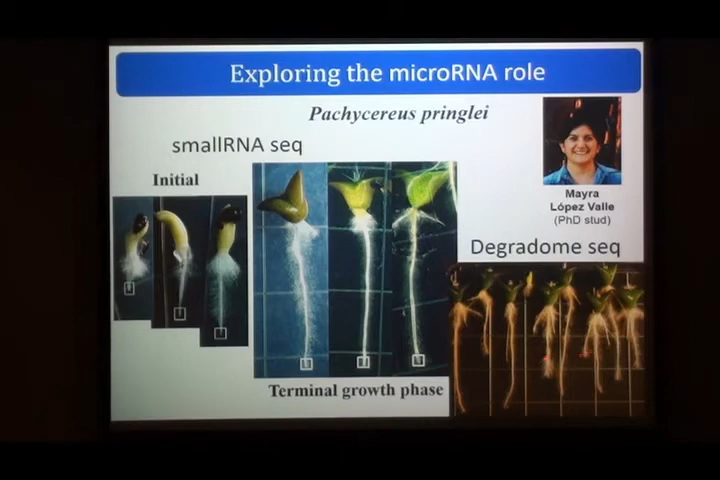 Exploring the microRNA role
Pachycereus pringlei
smallRNA seq
Initial
Mayra
López Valle
(PhD stud)
Degradome seq
Terminal growth phase